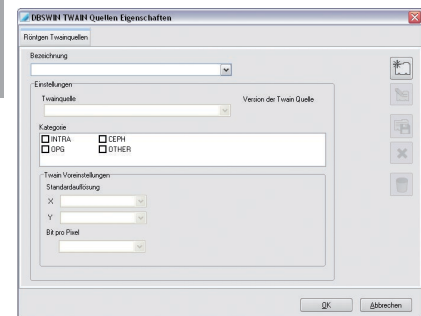 DBSWIN TWAIN Quellen Eigenschaften
Röntgen Twainquellen
Bezeichnung
Einstellungen
Twainquelle Version der Twain Quelle
Kategorie
INTRA CEPH
OPG OTHER
Twain Voreinstellungen
Standardauflösung
X
Y
Bit pro Pixel
OK Abbrechen